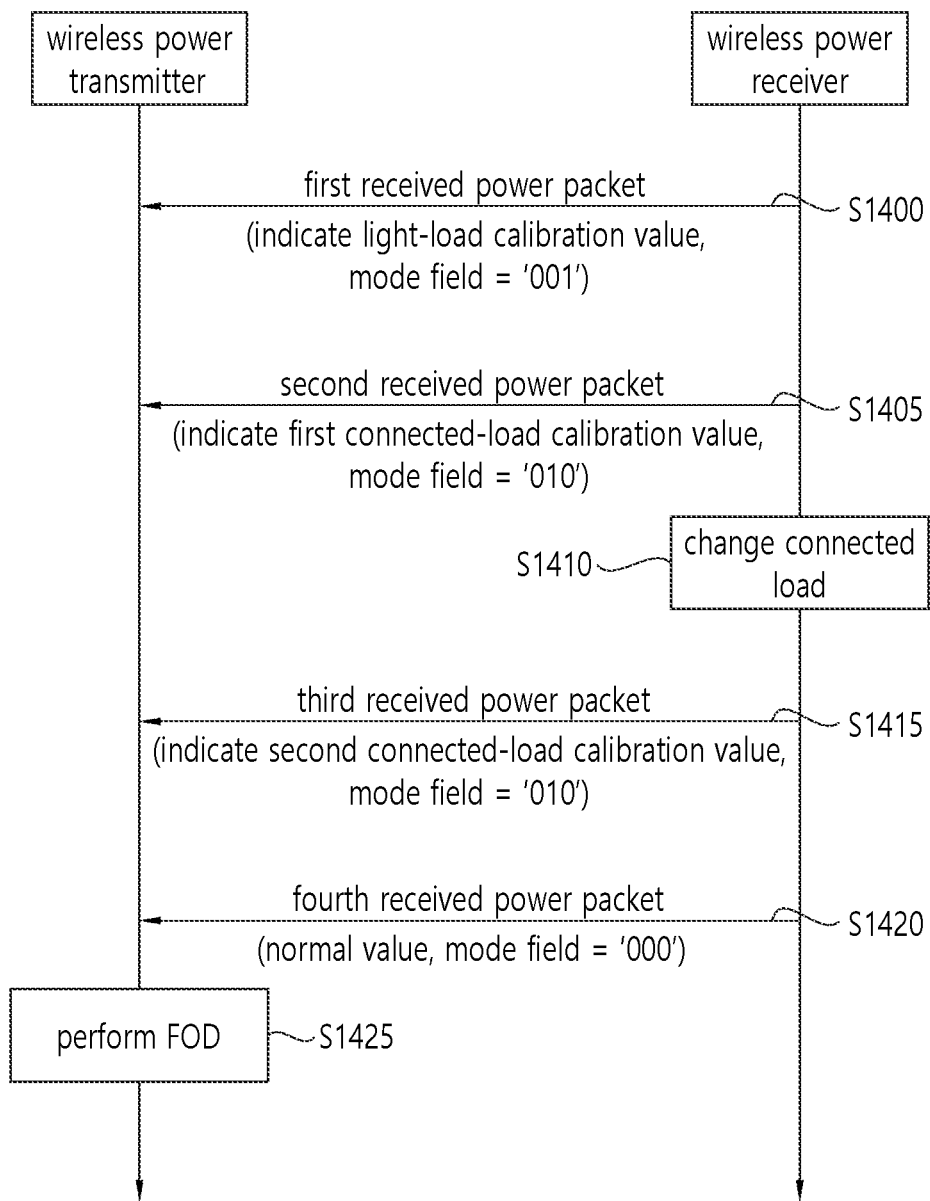 wireless power
transmitter
wireless power
receiver
first received power packet
S1400
(indicate light-load calibration value,
mode field = '001')
second received power packet
S1405
(indicate first connected-load calibration value,
mode field = '010')
change connected
load
S1410
third received power packet
S1415
(indicate second connected-load calibration value,
mode field = '010')
fourth received power packet
S1420
(normal value, mode field = '000')
perform FOD
S1425